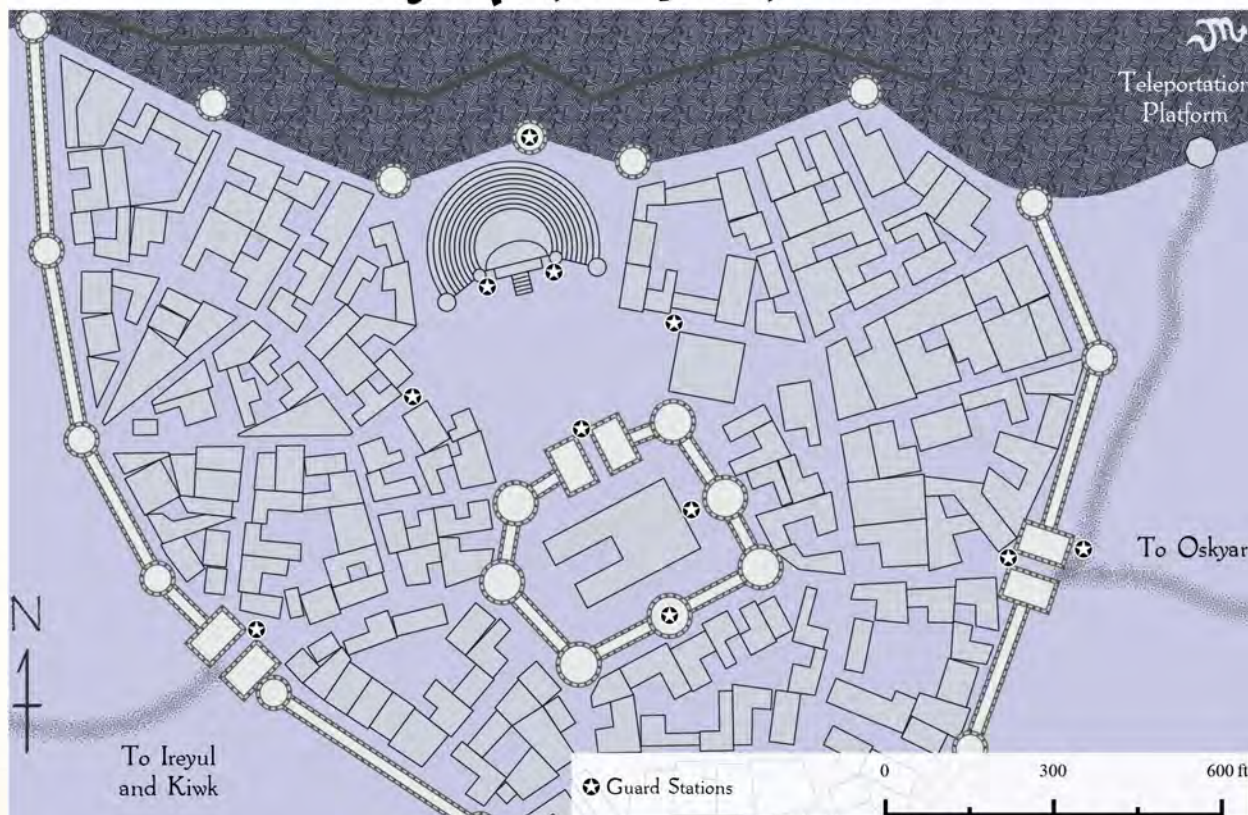 Teleportation
Platform
To Oskyar
N
To Ireyul
and Kiwk
Guard Stations
0 300 600 ft